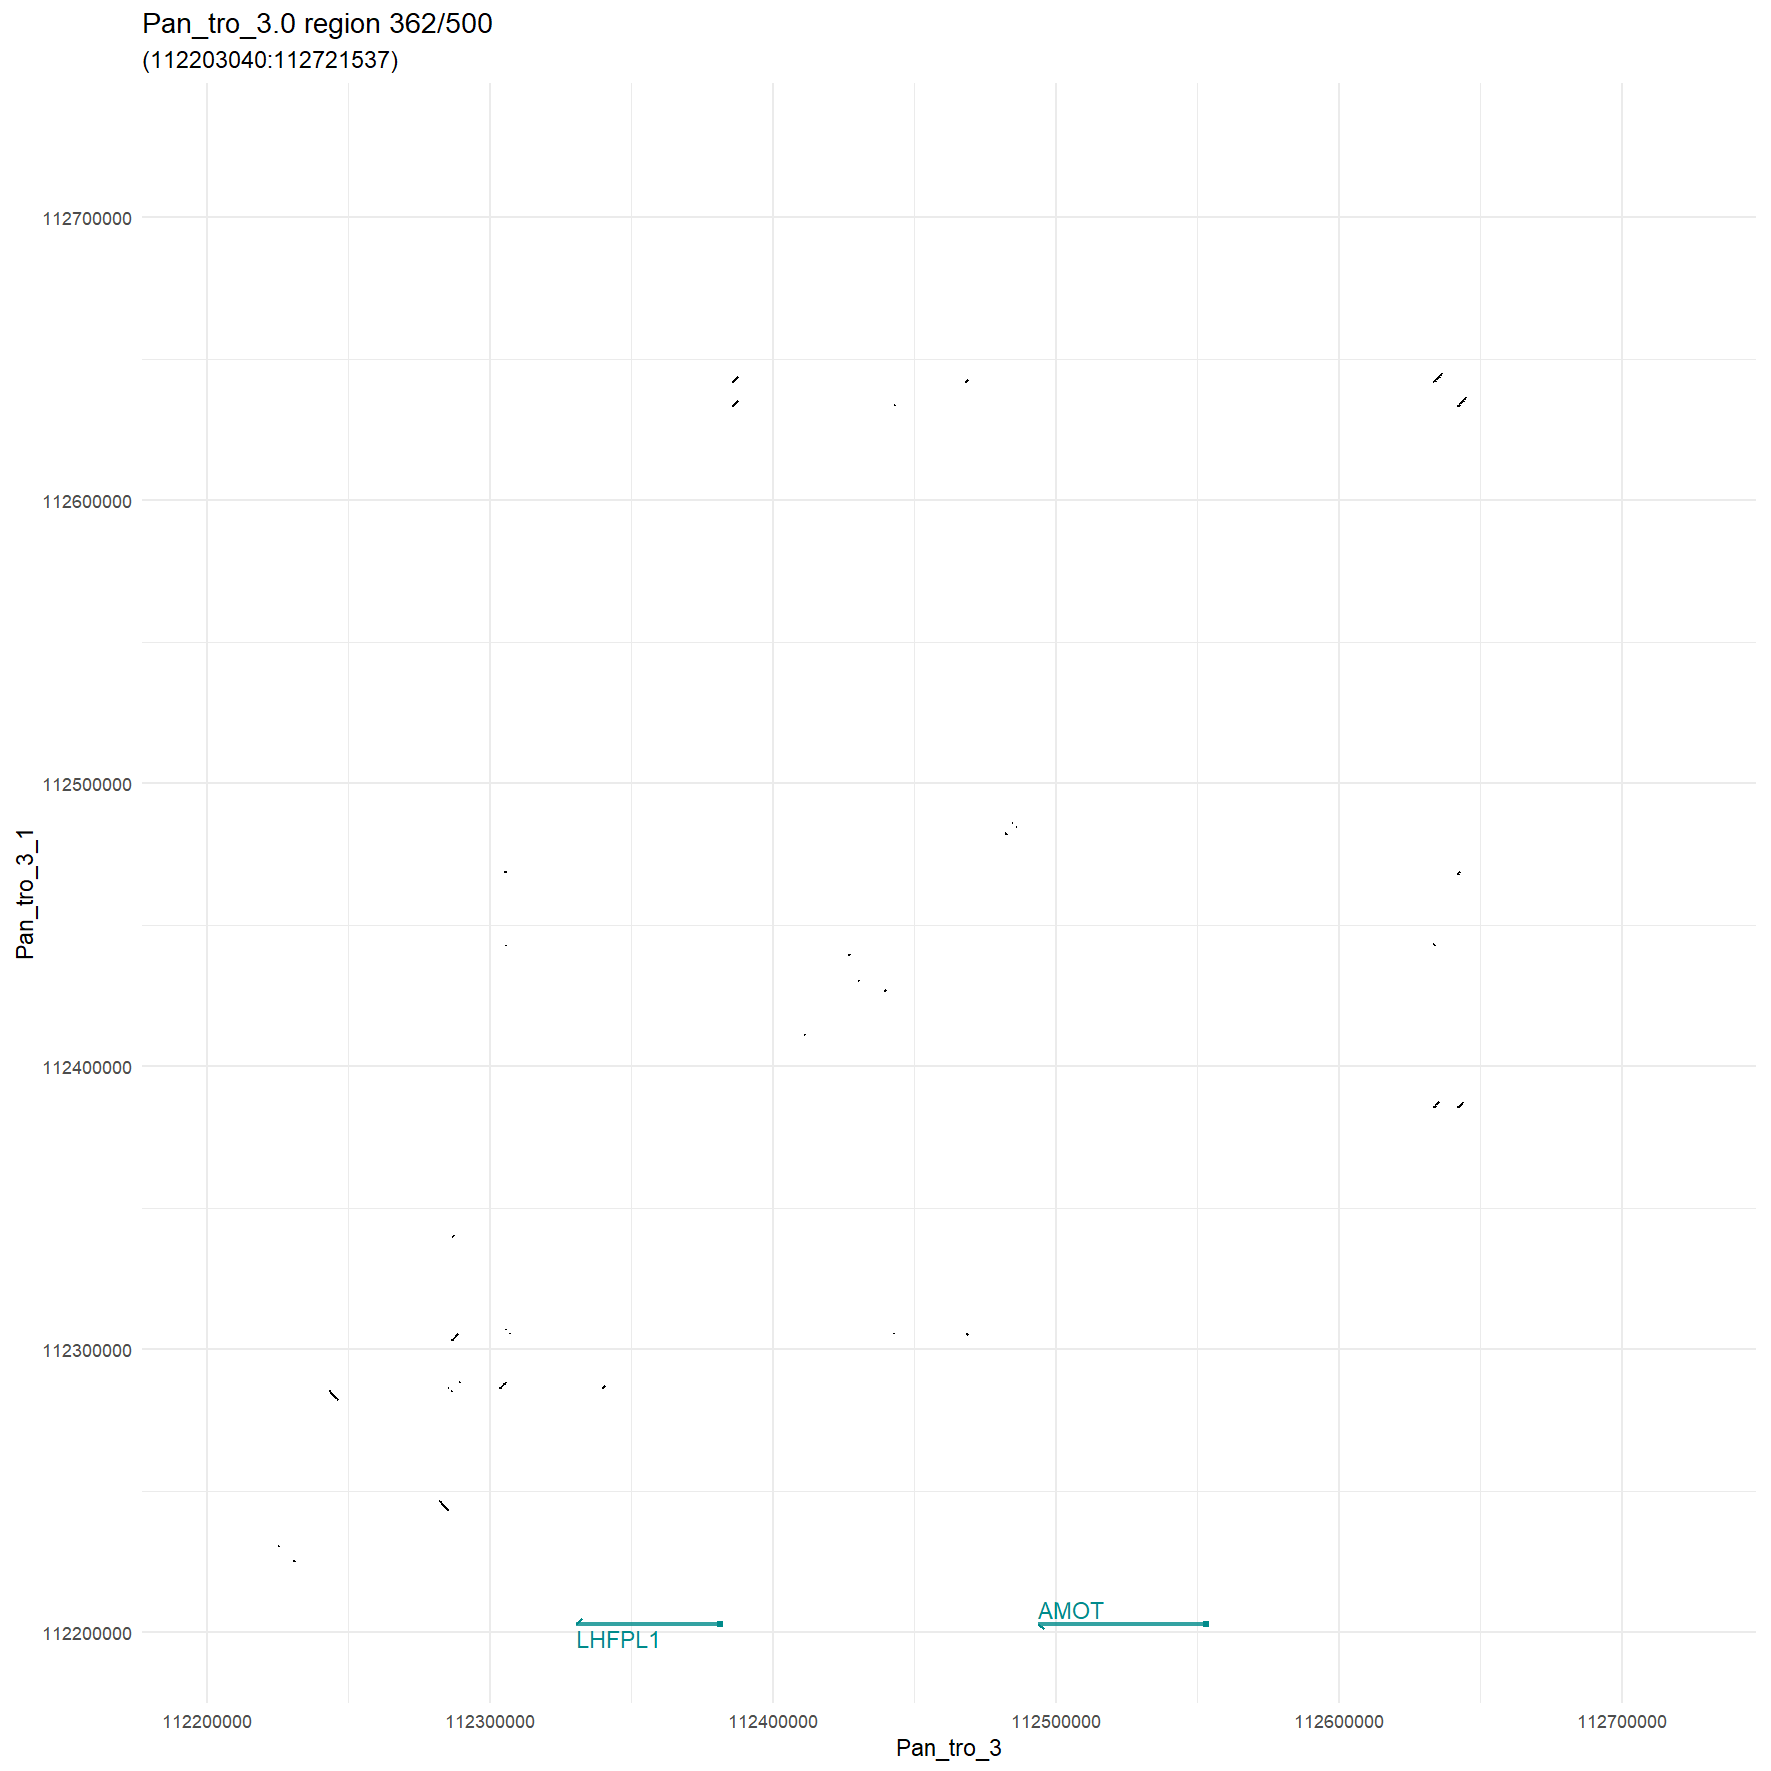 Pan_tro_3.0 region 362/500
(112203040:112721537)
112700000
112600000
112500000
112400000
112300000
112200000
Pan_tro_3_1
AMOT
LHFPL1
112200000 112300000 112400000 112500000 112600000 112700000
Pan_tro_3